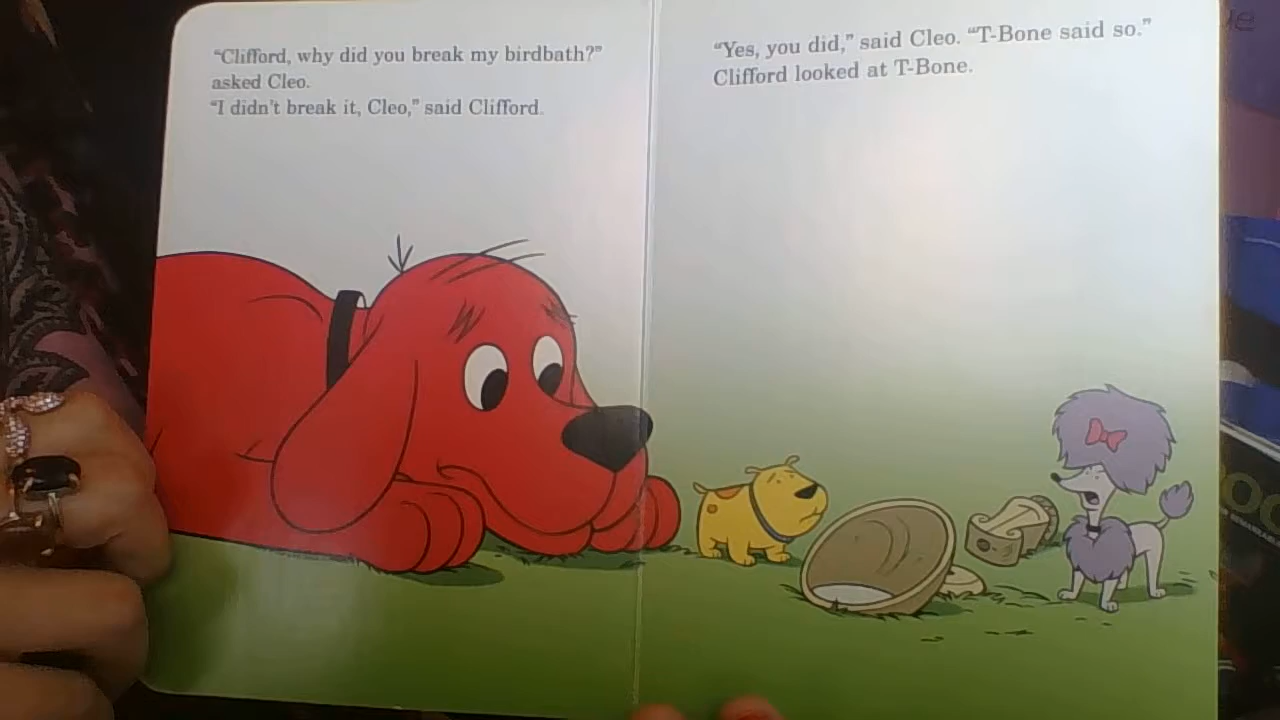 “Clifford, why did you break my birdbath?”
asked Cleo.
“I didn’t break it, Cleo,” said Clifford.
“Yes, you did,” said Cleo. “T-Bone said so.”
Clifford looked at T-Bone.